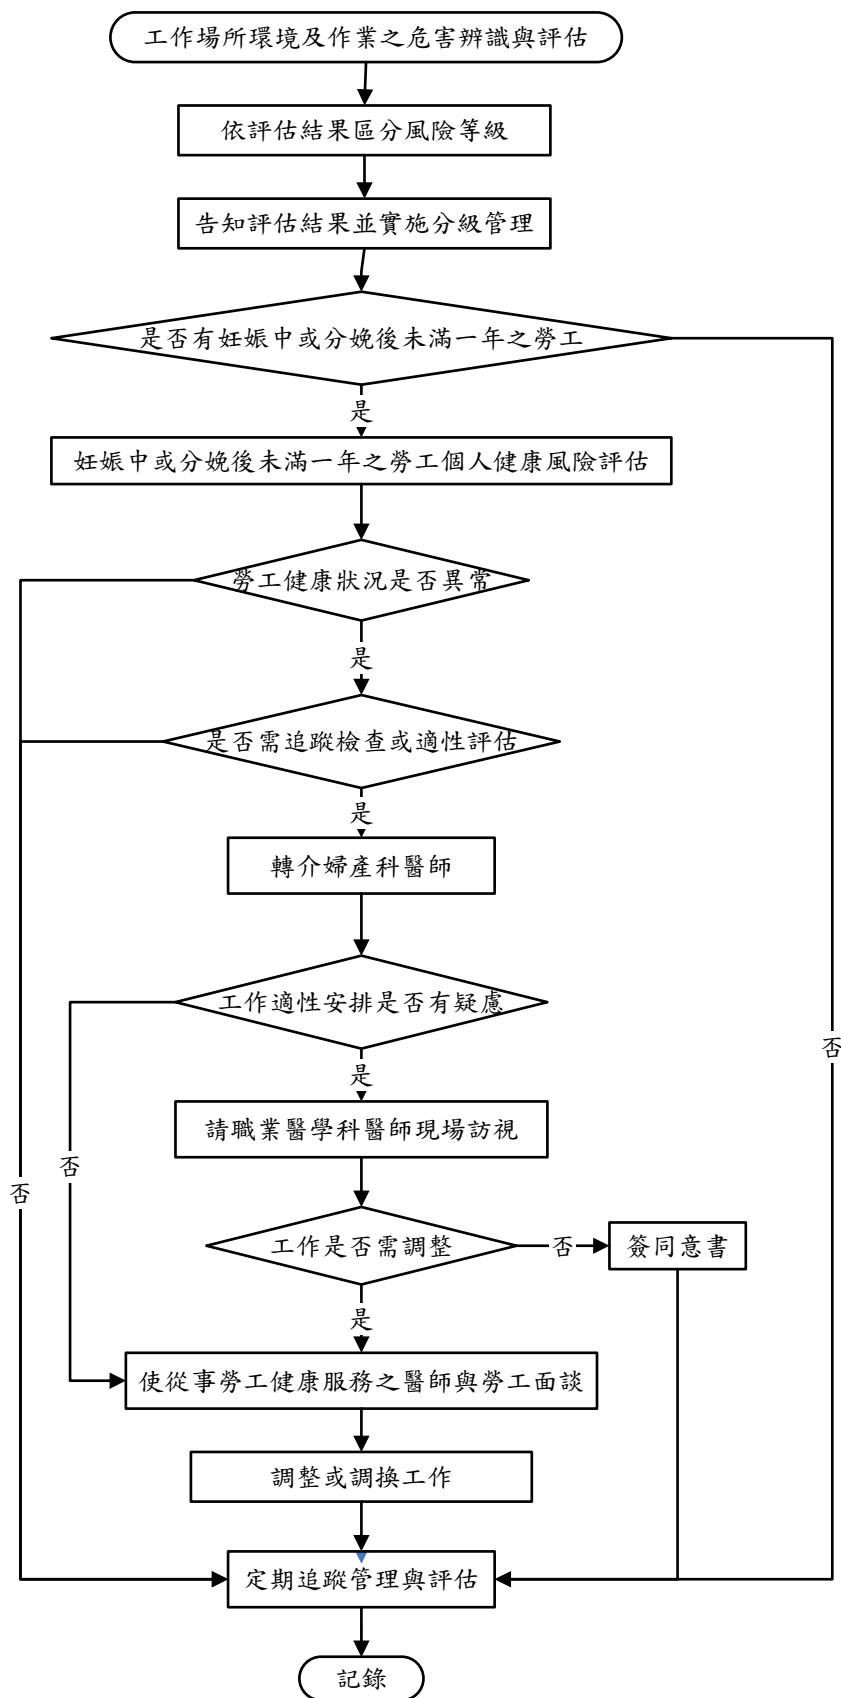 工作場所環境及作業之危害辨識與評估
依評估結果區分風險等級
告知評估結果並實施分級管理
是否有妊娠中或分娩後未滿一年之勞工
是
妊娠中或分娩後未滿一年之勞工個人健康風險評估
勞工健康狀況是否異常
是
是否需追蹤檢查或適性評估
是
轉介婦產科醫師
工作適性安排是否有疑慮
否
是
請職業醫學科醫師現場訪視
否
否
工作是否需調整
否
簽同意書
是
使從事勞工健康服務之醫師與勞工面談
調整或調換工作
定期追蹤管理與評估
記錄